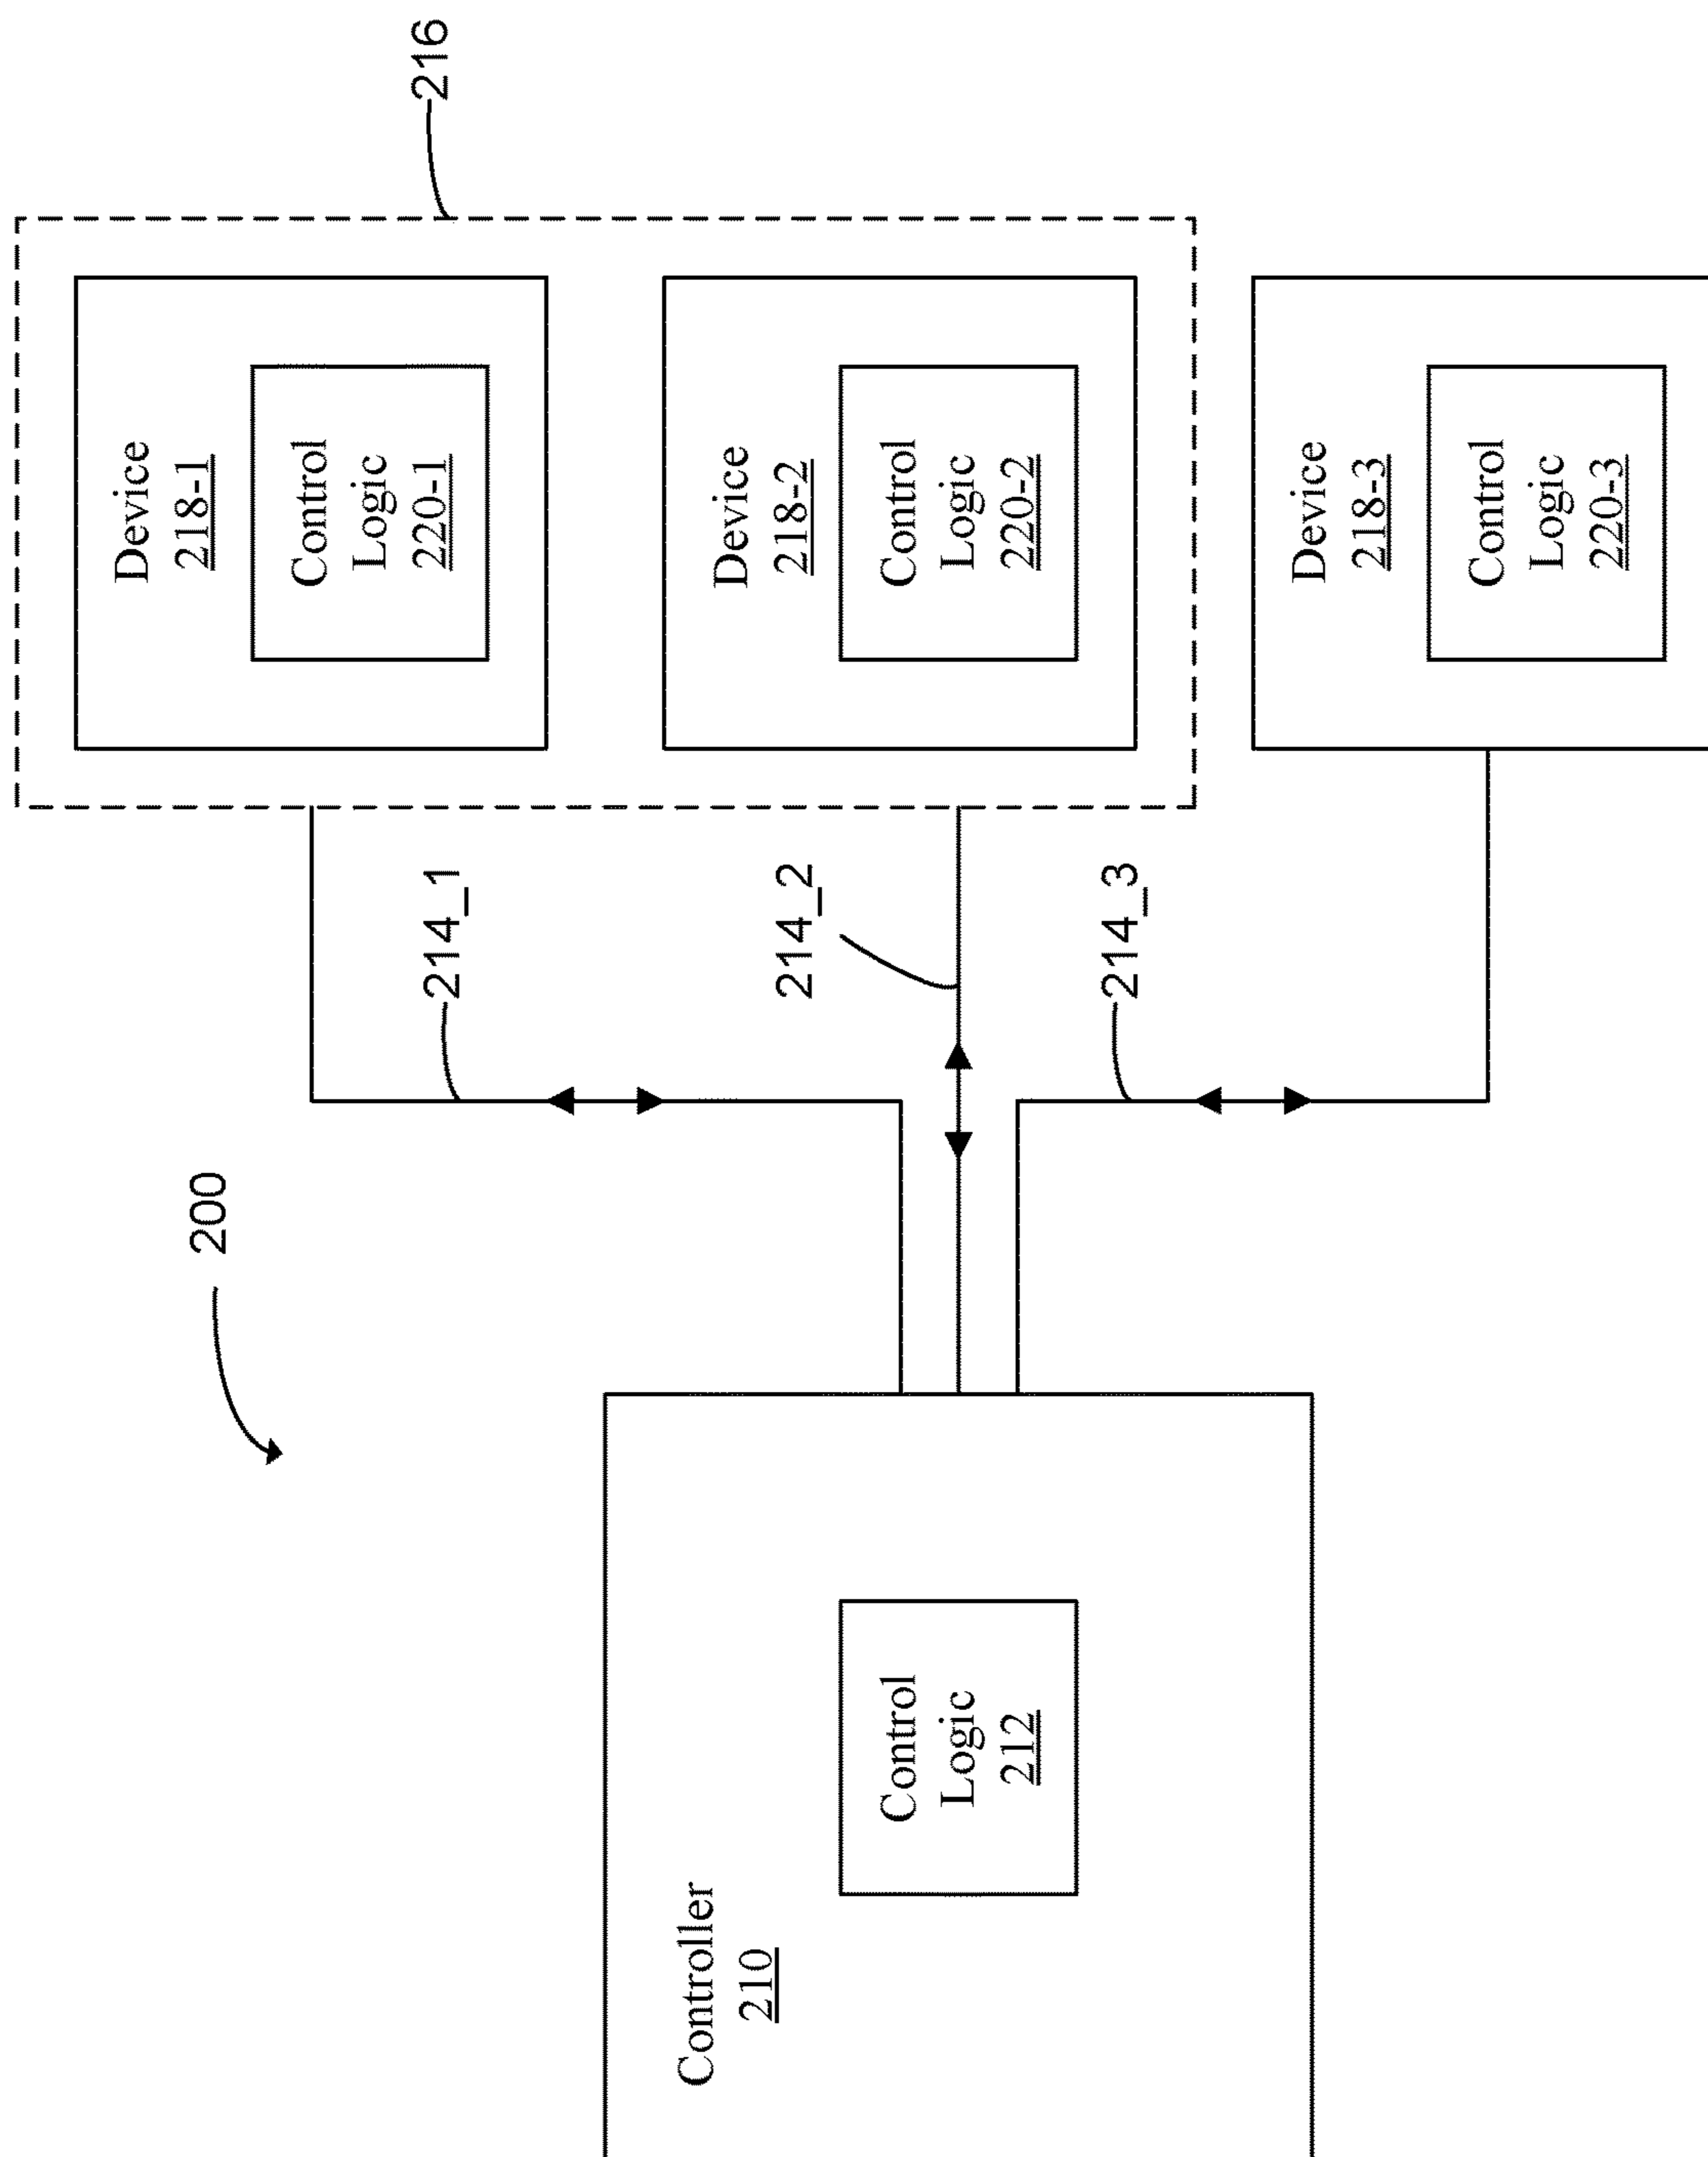 200
Controller
210
Control
Logic
212
214_1
214_2
214_3
216
Device
218-1
Control
Logic
220-1
Device
218-2
Control
Logic
220-2
Device
218-3
Control
Logic
220-3